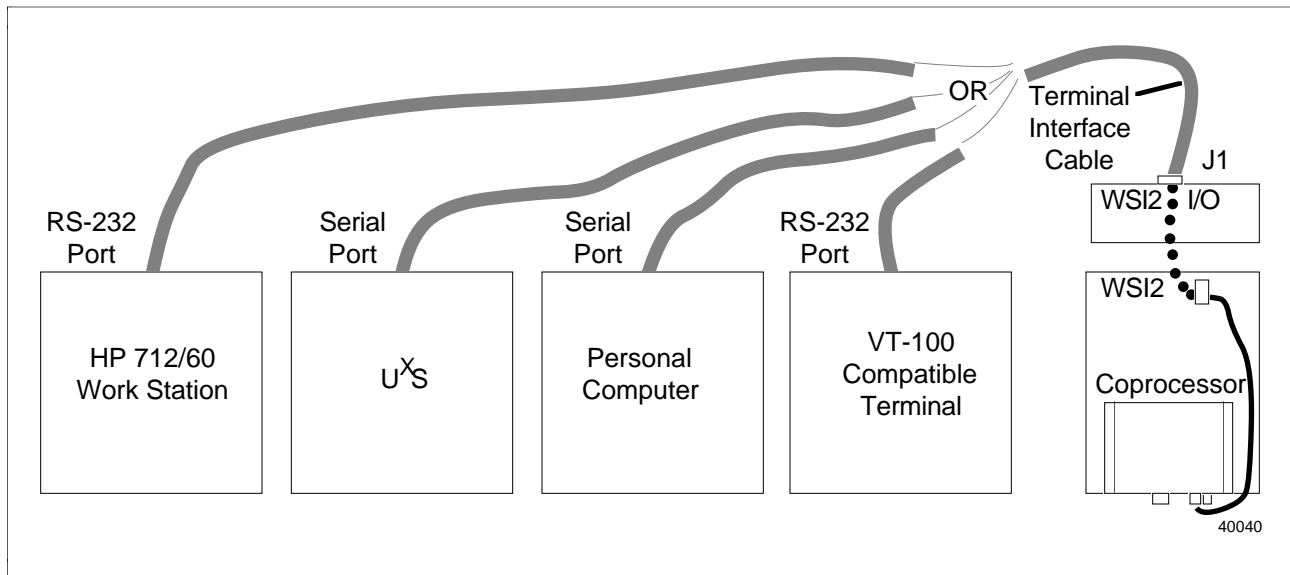 OR
Terminal
Interface
Cable
J1
WSI2 I/O
RS-232
Port
Serial
Port
Serial
Port
RS-232
Port
WSI2
HP 712/60
Work Station
UXS
Personal
Computer
VT-100
Compatible
Terminal
Coprocessor
40040